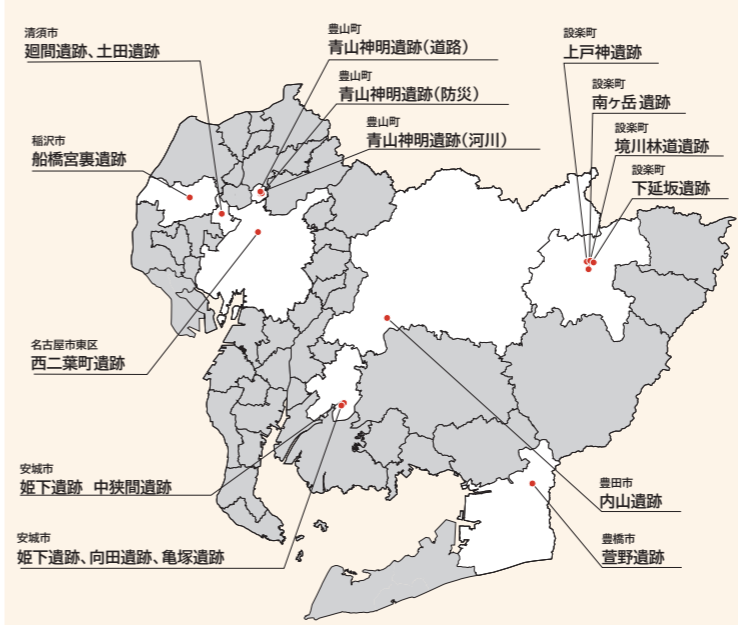 清須市
廻間遺跡、土田遺跡
稲沢市
船橋宮裏遺跡
名古屋市東区
西二葉町遺跡
安城市
姫下遺跡 中狭間遺跡
安城市
姫下遺跡、向田遺跡、亀塚遺跡
豊山町
青山神明遺跡(道路)
豊山町
青山神明遺跡(防災)
豊山町
青山神明遺跡(河川)
設楽町
上戸神遺跡
設楽町
南ヶ岳遺跡
設楽町
境川林道遺跡
設楽町
下延坂遺跡
豊田市
内山遺跡
豊橋市
萱野遺跡